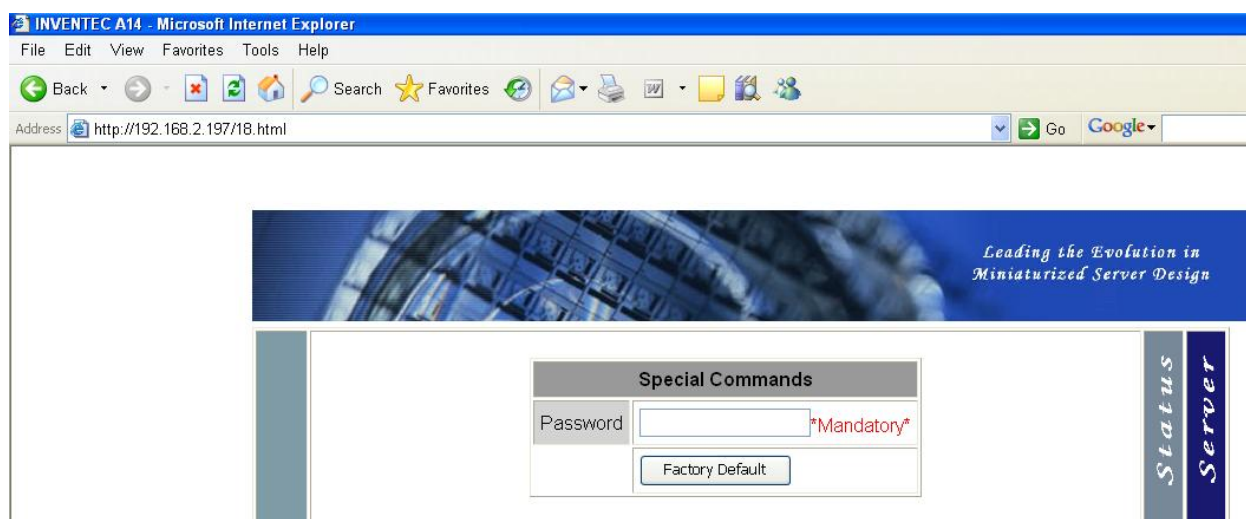 INVENTEC A14 - Microsoft Internet Explorer
File Edit View Favorites Tools Help
Back Search Favorites W
Address http://192.168.2.197/18.html Go Google
Leading the Evolution in
Miniaturized Server Design
Special Commands
Password *Mandatory*
Factory Default
Status
Server